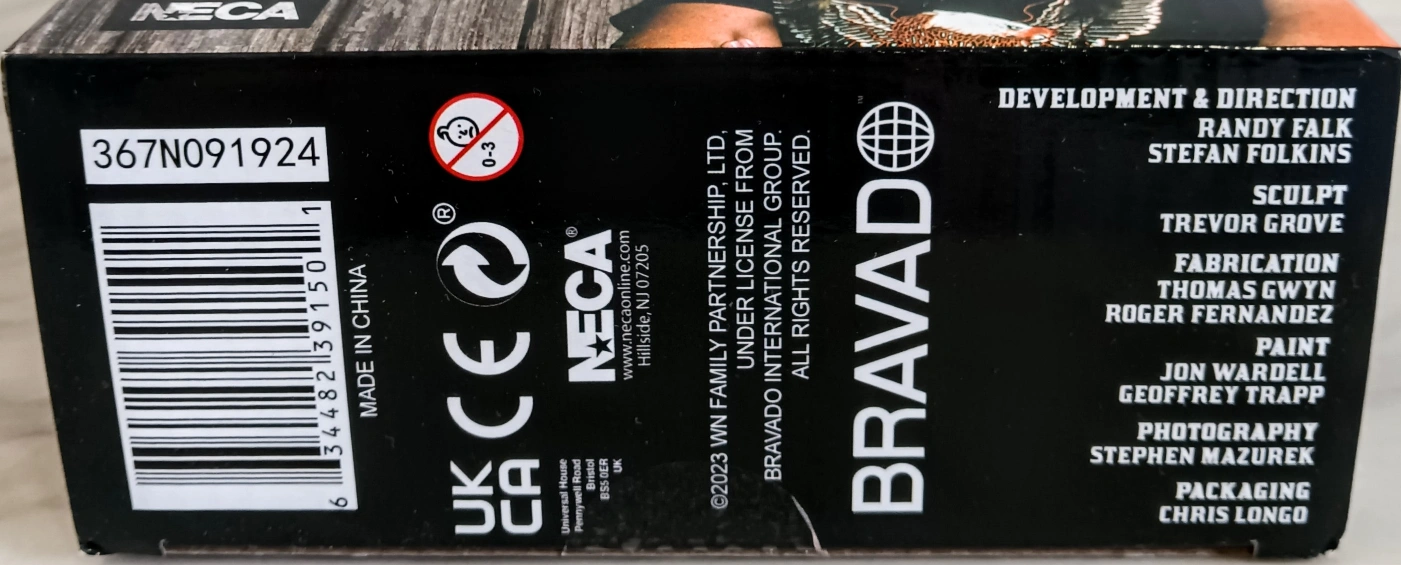 NECA
367N091924
6 34482 39150 1
MADE IN CHINA
0-3
®
UK
CA
CE
Universal House
Pennywell Road
Bristol
BS5 0ER
UK
NECA®
www.necaonline.com
Hillside, NJ 07205
©2023 WN FAMILY PARTNERSHIP, LTD,
UNDER LICENSE FROM
BRAVADO INTERNATIONAL GROUP.
ALL RIGHTS RESERVED.
BRAVADO™
DEVELOPMENT & DIRECTION
RANDY FALK
STEFAN FOLKINS
SCULPT
TREVOR GROVE
FABRICATION
THOMAS GWYN
ROGER FERNANDEZ
PAINT
JON WARDELL
GEOFFREY TRAPP
PHOTOGRAPHY
STEPHEN MAZUREK
PACKAGING
CHRIS LONGO